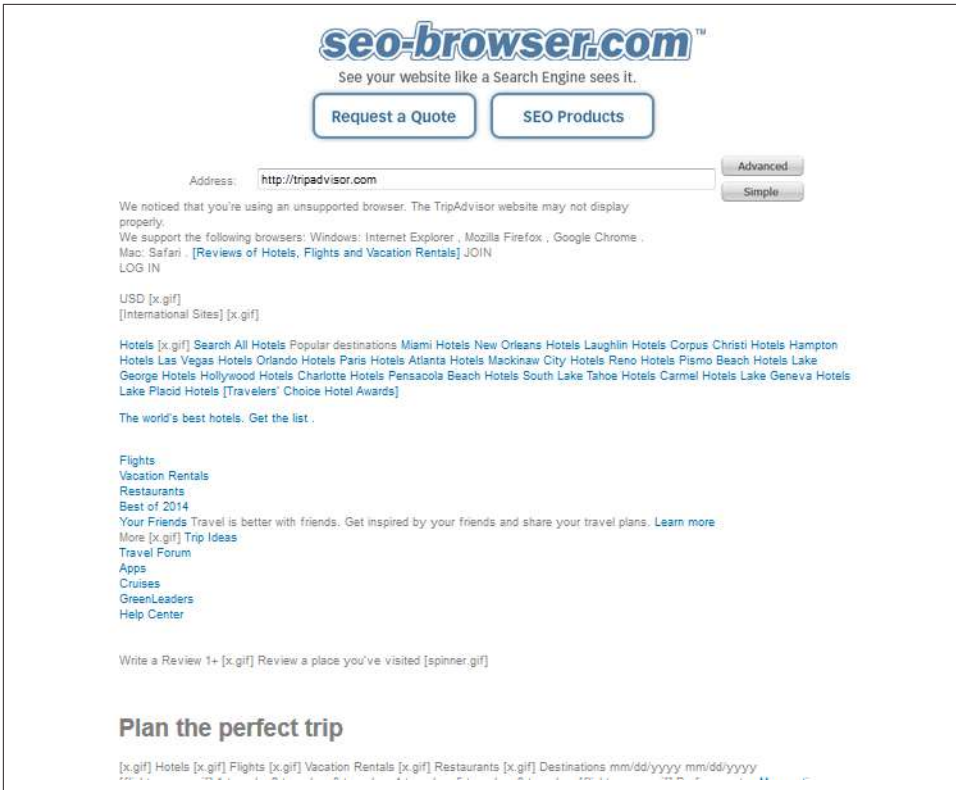 seo-browser.com™
See your website like a Search Engine sees it.
Request a Quote SEO Products
Address: http://tripadvisor.com Advanced
Simple
We noticed that you're using an unsupported browser. The TripAdvisor website may not display
properly.
We support the following browsers: Windows: Internet Explorer , Mozilla Firefox , Google Chrome .
Mac: Safari . [Reviews of Hotels, Flights and Vacation Rentals] JOIN
LOG IN
USD [x.gif]
[International Sites] [x.gif]
Hotels [x.gif] Search All Hotels Popular destinations Miami Hotels New Orleans Hotels Laughlin Hotels Corpus Christi Hotels Hampton
Hotels Las Vegas Hotels Orlando Hotels Paris Hotels Atlanta Hotels Mackinaw City Hotels Reno Hotels Pismo Beach Hotels Lake
George Hotels Hollywood Hotels Charlotte Hotels Pensacola Beach Hotels South Lake Tahoe Hotels Carmel Hotels Lake Geneva Hotels
Lake Placid Hotels [Travelers' Choice Hotel Awards]
The world's best hotels. Get the list .
Flights
Vacation Rentals
Restaurants
Best of 2014
Your Friends Travel is better with friends. Get inspired by your friends and share your travel plans. Learn more
More [x.gif] Trip Ideas
Travel Forum
Apps
Cruises
GreenLeaders
Help Center
Write a Review 1+ [x.gif] Review a place you've visited [spinner.gif]
Plan the perfect trip
[x.gif] Hotels [x.gif] Flights [x.gif] Vacation Rentals [x.gif] Restaurants [x.gif] Destinations mm/dd/yyyy mm/dd/yyyy